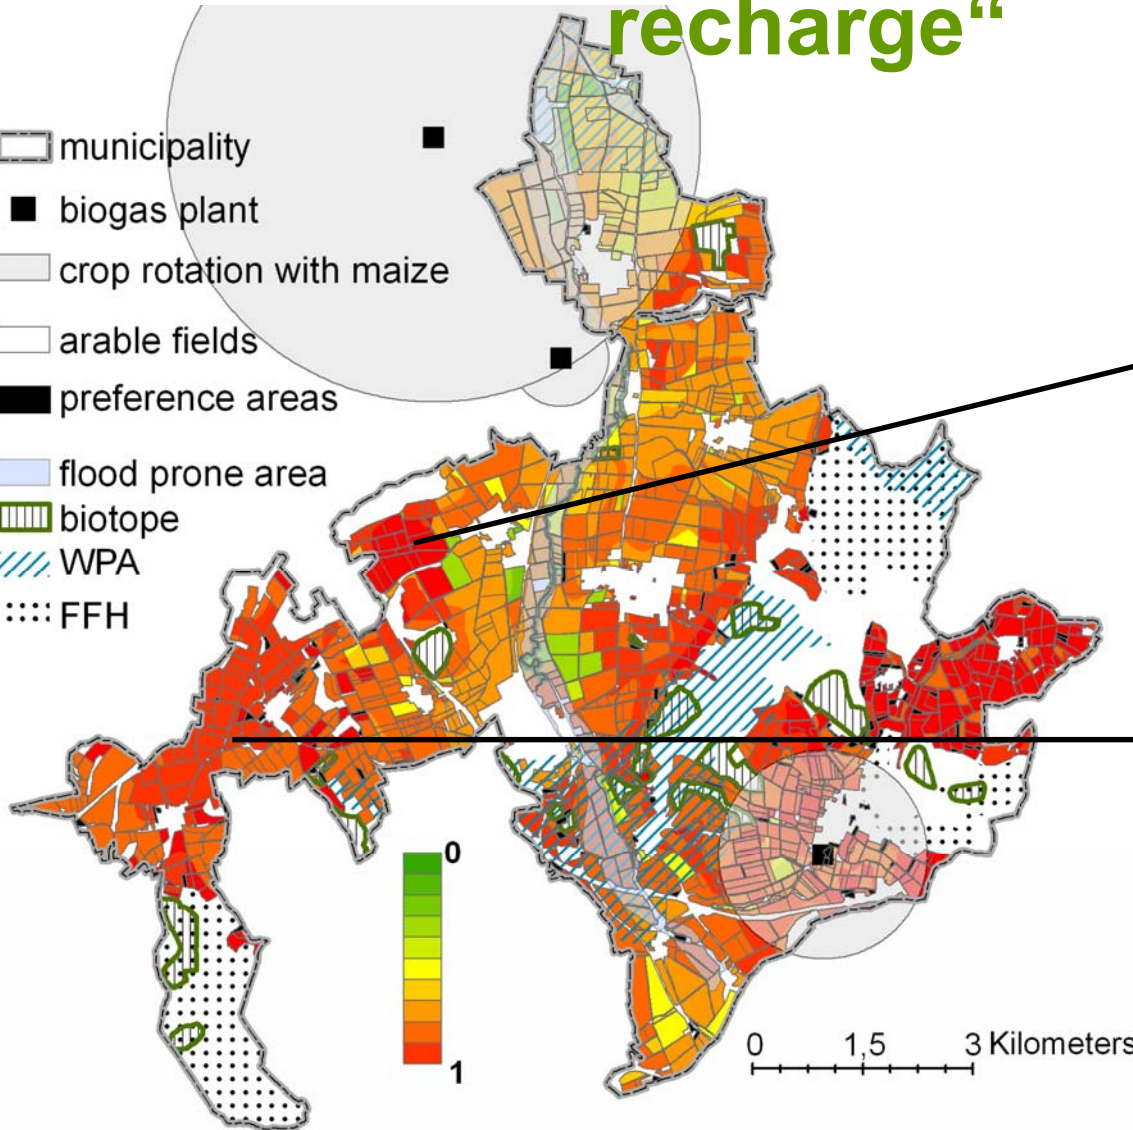 recharge“
municipality
biogas plant
crop rotation with maize
arable fields
preference areas
flood prone area
biotope
WPA
FFH
0
1
0 1,5 3 Kilometers